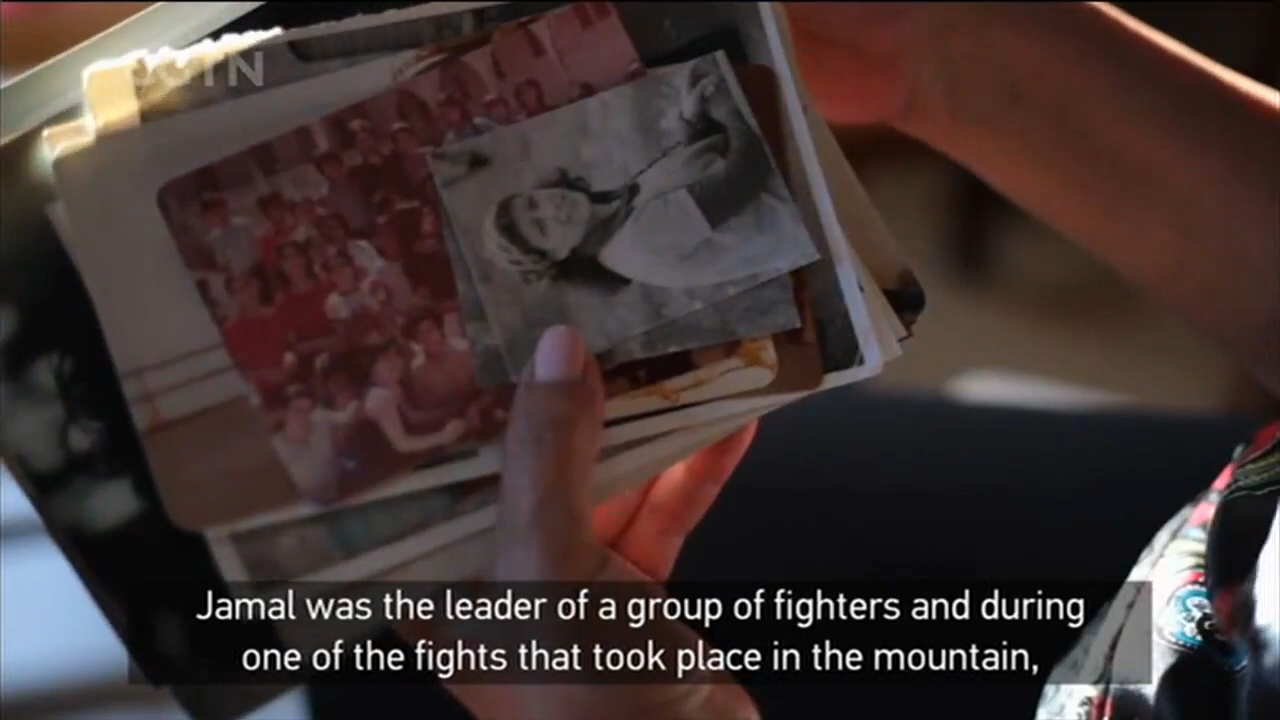 CGTN
Jamal was the leader of a group of fighters and during
one of the fights that took place in the mountain,